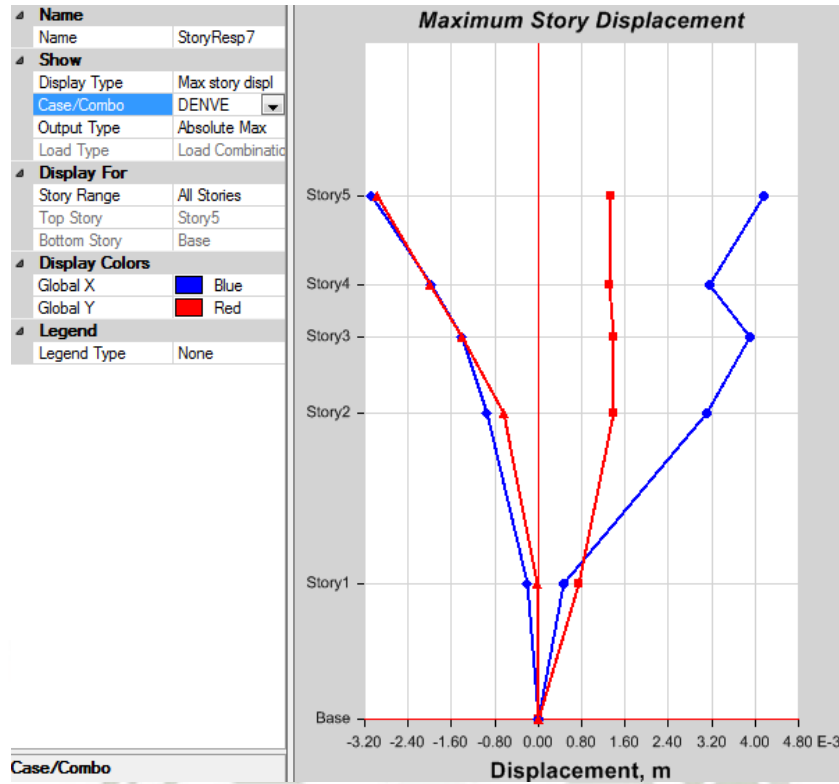 Name
Name StoryResp7
Show
Display Type Max story displ
Case/Combo DENVE
Output Type Absolute Max
Load Type Load Combinatio
Display For
Story Range All Stories
Top Story Story5
Bottom Story Base
Display Colors
Global X Blue
Global Y Red
Legend
Legend Type None
Case/Combo
Maximum Story Displacement
Story5
Story4
Story3
Story2
Story1
Base
-3.20 -2.40 -1.60 -0.80 0.00 0.80 1.60 2.40 3.20 4.00 4.80 E-3
Displacement, m